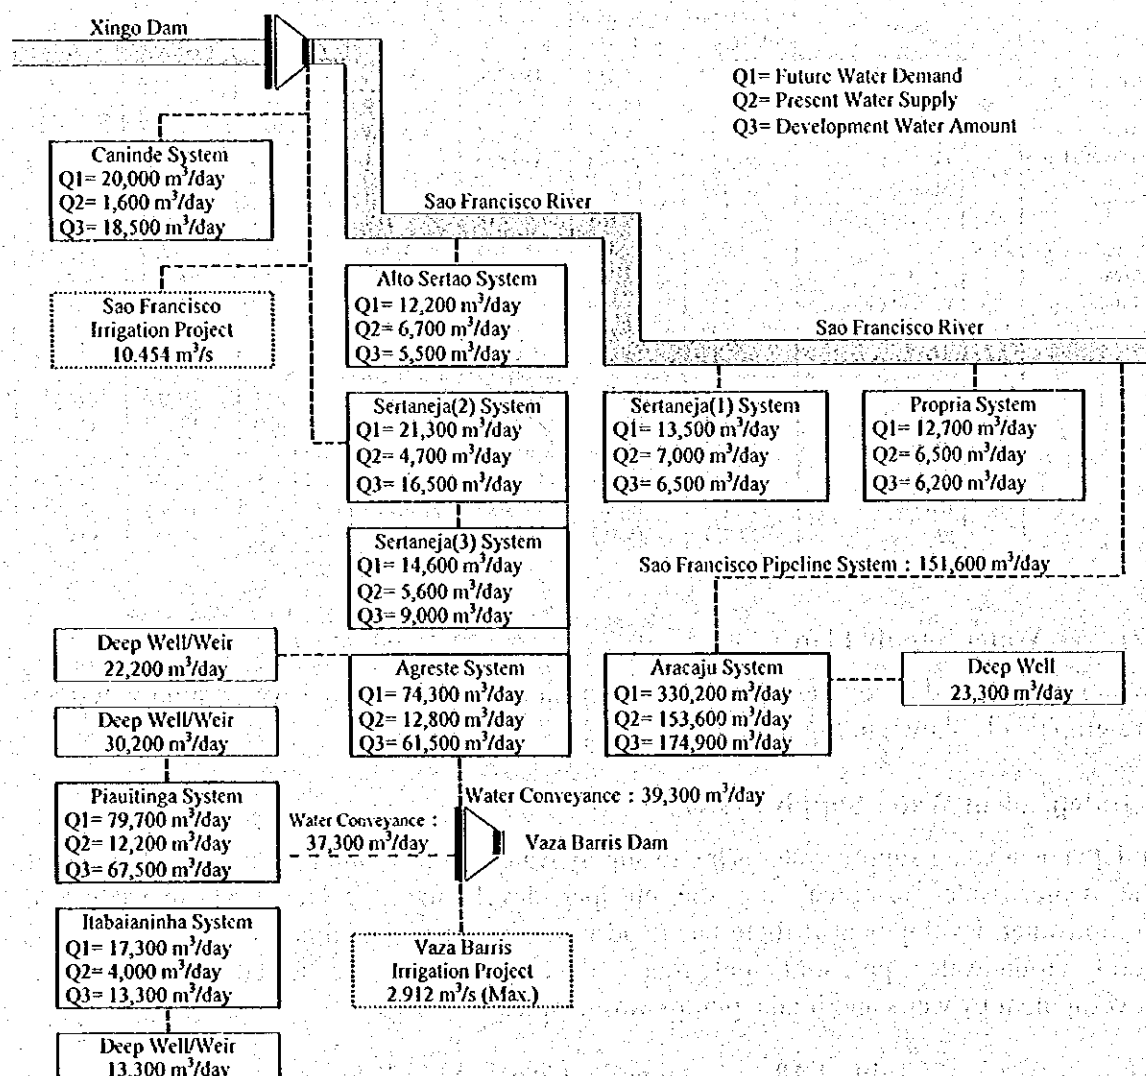 Xingo Dam
Q1= Future Water Demand
Q2= Present Water Supply
Q3= Development Water Amount
Caninde System
Q1= 20,000 m³/day
Q2= 1,600 m³/day
Q3= 18,500 m³/day
Sao Francisco River
Sao Francisco
Irrigation Project
10.454 m³/s
Alto Sertao System
Q1= 12,200 m³/day
Q2= 6,700 m³/day
Q3= 5,500 m³/day
Sao Francisco River
Sertaneja(2) System
Q1= 21,300 m³/day
Q2= 4,700 m³/day
Q3= 16,500 m³/day
Sertaneja(1) System
Q1= 13,500 m³/day
Q2= 7,000 m³/day
Q3= 6,500 m³/day
Propria System
Q1= 12,700 m³/day
Q2= 6,500 m³/day
Q3= 6,200 m³/day
Sertaneja(3) System
Q1= 14,600 m³/day
Q2= 5,600 m³/day
Q3= 9,000 m³/day
Sao Francisco Pipeline System : 151,600 m³/day
Deep Well/Weir
22,200 m³/day
Agreste System
Q1= 74,300 m³/day
Q2= 12,800 m³/day
Q3= 61,500 m³/day
Aracaju System
Q1= 330,200 m³/day
Q2= 153,600 m³/day
Q3= 174,900 m³/day
Deep Well
23,300 m³/day
Deep Well/Weir
30,200 m³/day
Piauitinga System
Q1= 79,700 m³/day
Q2= 12,200 m³/day
Q3= 67,500 m³/day
Water Conveyance : 39,300 m³/day
Water Conveyance :
37,300 m³/day
Vaza Barris Dam
Itabaianinha System
Q1= 17,300 m³/day
Q2= 4,000 m³/day
Q3= 13,300 m³/day
Vaza Barris
Irrigation Project
2.912 m³/s (Max.)
Deep Well/Weir
13,300 m³/day